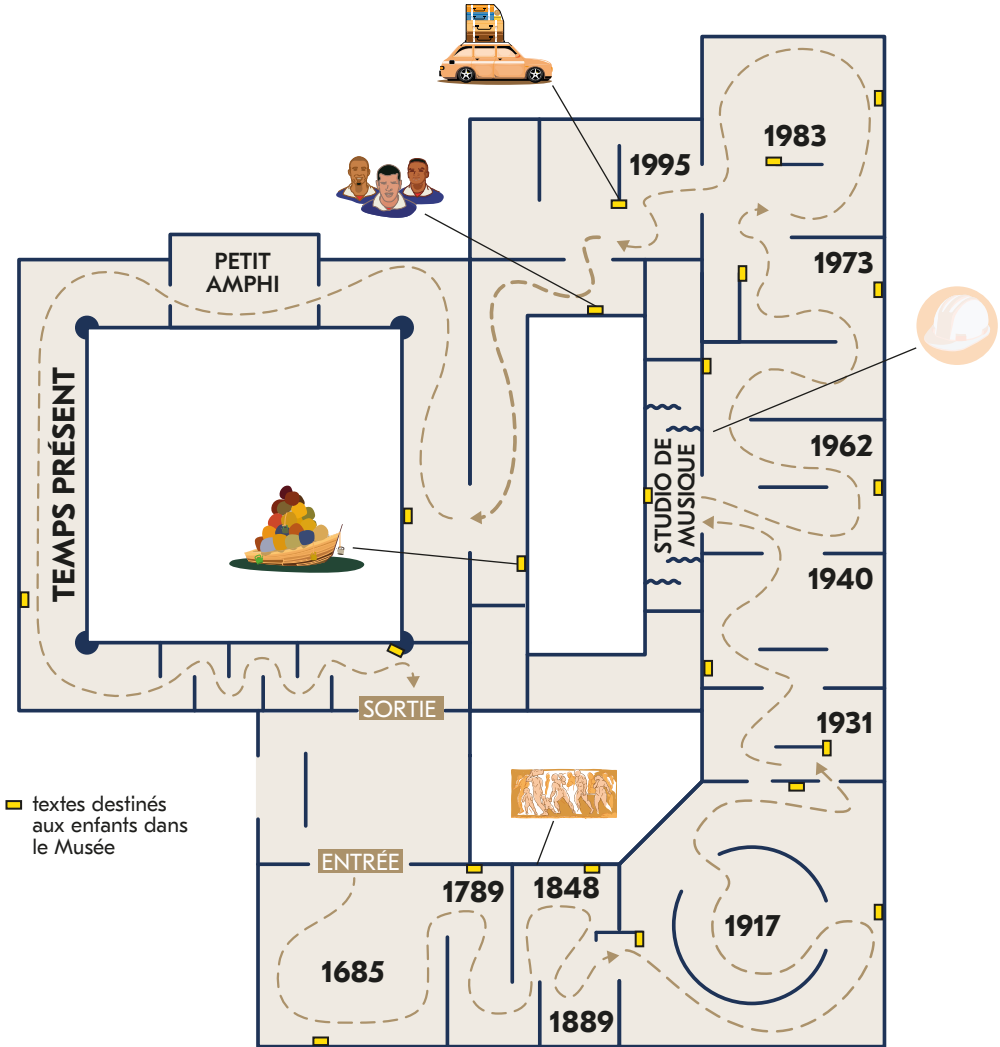 1983
1995
PETIT
AMPHI
1973
TEMPS PRÉSENT
1962
STUDIO DE
MUSIQUE
1940
SORTIE
1931
textes destinés
aux enfants dans
le Musée
ENTRÉE
1789
1848
1917
1685
1889